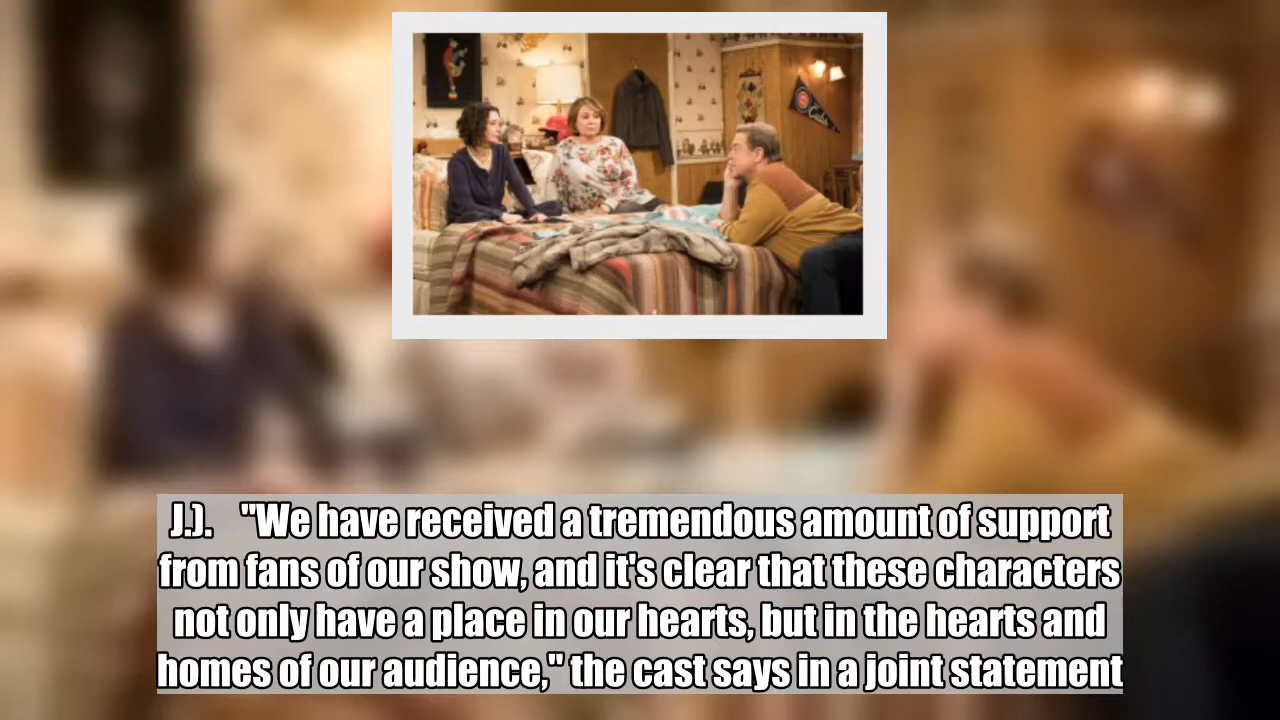 Cubs
J.). "We have received a tremendous amount of support
from fans of our show, and it's clear that these characters
not only have a place in our hearts, but in the hearts and
homes of our audience," the cast says in a joint statement